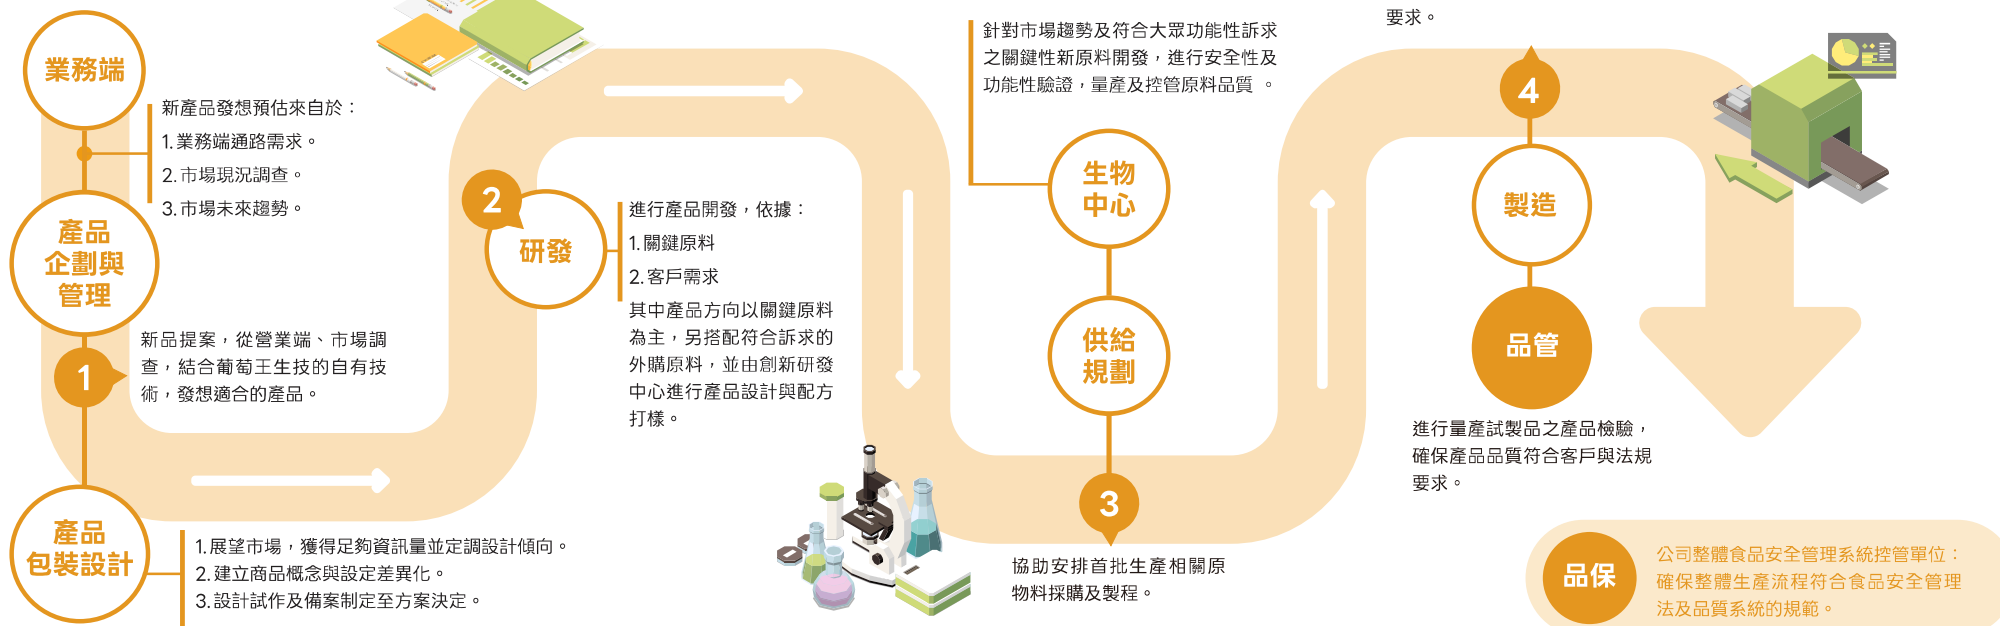 業務端
新產品發想預估來自於：
1. 業務端通路需求。
2. 市場現況調查。
3. 市場未來趨勢。
產品
企劃與
管理
1
新品提案，從營業端、市場調
查，結合葡萄王生技的自有技
術，發想適合的產品。
產品
包裝設計
1. 展望市場，獲得足夠資訊量並定調設計傾向。
2. 建立商品概念與設定差異化。
3. 設計試作及備案制定至方案決定。
2
研發
進行產品開發，依據：
1. 關鍵原料
2. 客戶需求
其中產品方向以關鍵原料
為主，另搭配符合訴求的
外購原料，並由創新研發
中心進行產品設計與配方
打樣。
針對市場趨勢及符合大眾功能性訴求
之關鍵性新原料開發，進行安全性及
功能性驗證，量產及控管原料品質 。
生物
中心
供給
規劃
3
協助安排首批生產相關原
物料採購及製程。
要求。
4
製造
品管
進行量產試製品之產品檢驗，
確保產品品質符合客戶與法規
要求。
品保
公司整體食品安全管理系統控管單位：
確保整體生產流程符合食品安全管理
法及品質系統的規範。